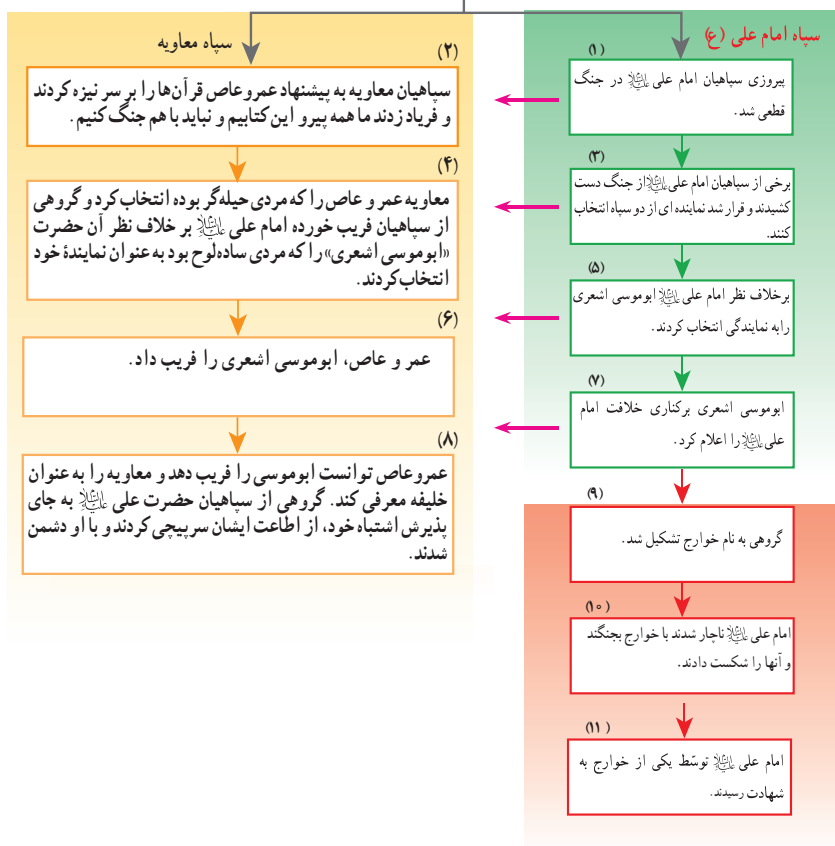 سپاه امام علی (ع)
(۱)
پیروزی سپاهیان امام علی علیه‌السلام در جنگ
قطعی شد.
سپاه معاویه
(۲)
سپاهیان معاویه به پیشنهاد عمروعاص قرآن‌ها را بر سر نیزه کردند
و فریاد زدند ما همه پیرو این کتابیم و نباید با هم جنگ کنیم.
(۳)
برخی از سپاهیان امام علی علیه‌السلام از جنگ دست
کشیدند و قرار شد نماینده ای از دو سپاه انتخاب
کنند.
(۴)
معاویه عمر و عاص را که مردی حیله‌گر بوده انتخاب کرد و گروهی
از سپاهیان فریب خورده امام علی علیه‌السلام بر خلاف نظر آن حضرت
«ابوموسی اشعری» را که مردی ساده‌لوح بود به عنوان نمایندهٔ خود
انتخاب کردند.
(۵)
برخلاف نظر امام علی علیه‌السلام ابوموسی اشعری
رابه نمایندگی انتخاب کردند.
(۶)
عمر و عاص، ابوموسی اشعری را فریب داد.
(۷)
ابوموسی اشعری برکناری خلافت امام
علی علیه‌السلام را اعلام کرد.
(۸)
عمروعاص توانست ابوموسی را فریب دهد و معاویه را به عنوان
خلیفه معرفی کند. گروهی از سپاهیان حضرت علی علیه‌السلام به جای
پذیرش اشتباه خود، از اطاعت ایشان سرپیچی کردند و با او دشمن
شدند.
(۹)
گروهی به نام خوارج تشکیل شد.
(۱۰)
امام علی علیه‌السلام ناچار شدند با خوارج بجنگند
و آنها را شکست دادند.
(۱۱)
امام علی علیه‌السلام توسّط یکی از خوارج به
شهادت رسیدند.